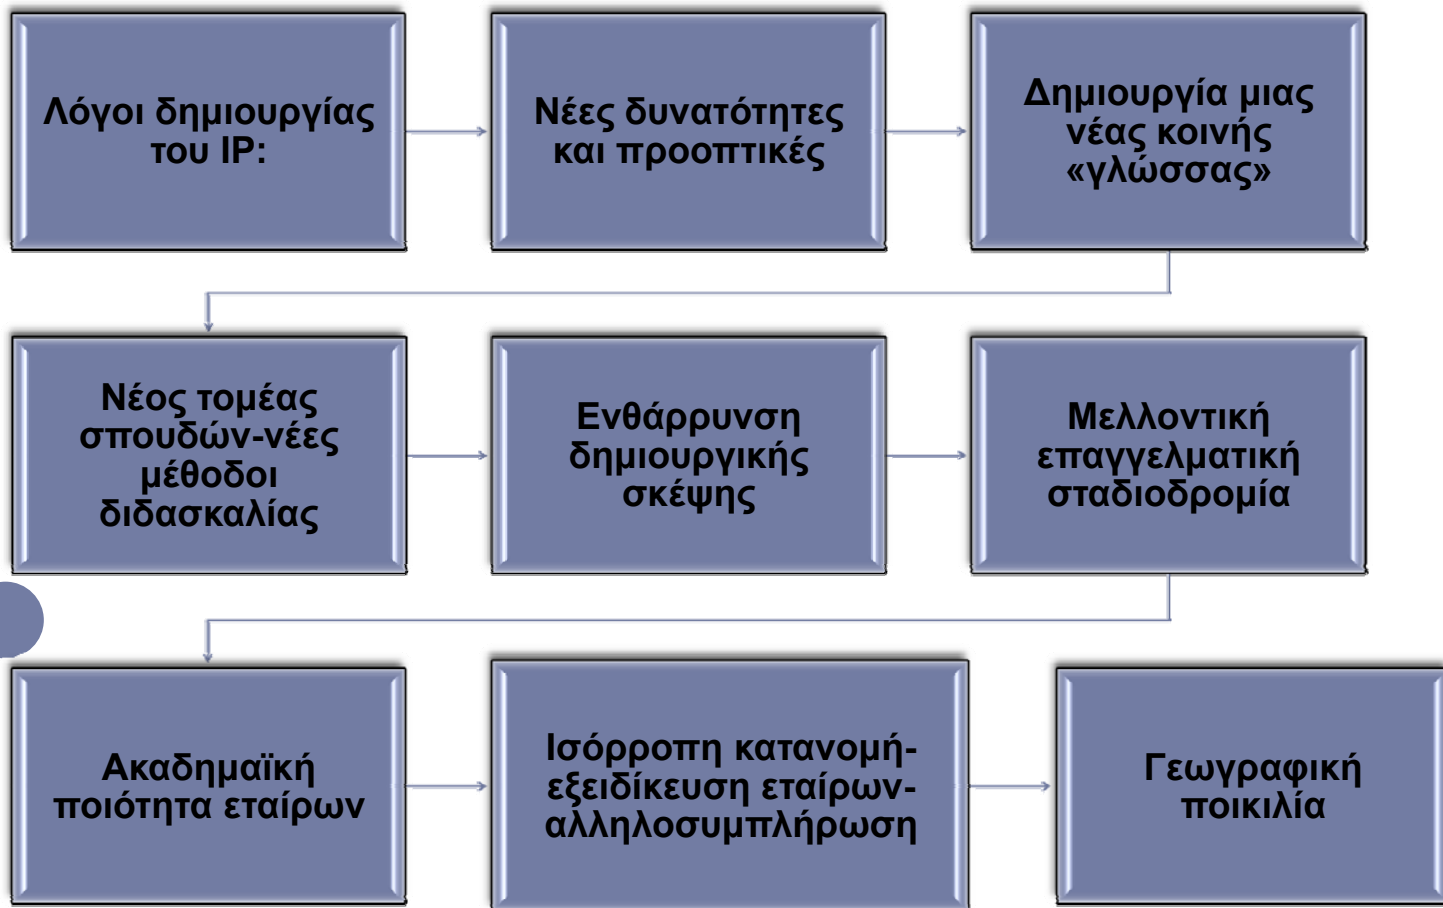 Λόγοι δημιουργίας
του IP:
Νέες δυνατότητες
και προοπτικές
Δημιουργία μιας
νέας κοινής
«γλώσσας»
Νέος τομέας
σπουδών-νέες
μέθοδοι
διδασκαλίας
Ενθάρρυνση
δημιουργικής
σκέψης
Μελλοντική
επαγγελματική
σταδιοδρομία
Ακαδημαϊκή
ποιότητα εταίρων
Ισόρροπη κατανομή-
εξειδίκευση εταίρων-
αλληλοσυμπλήρωση
Γεωγραφική
ποικιλία